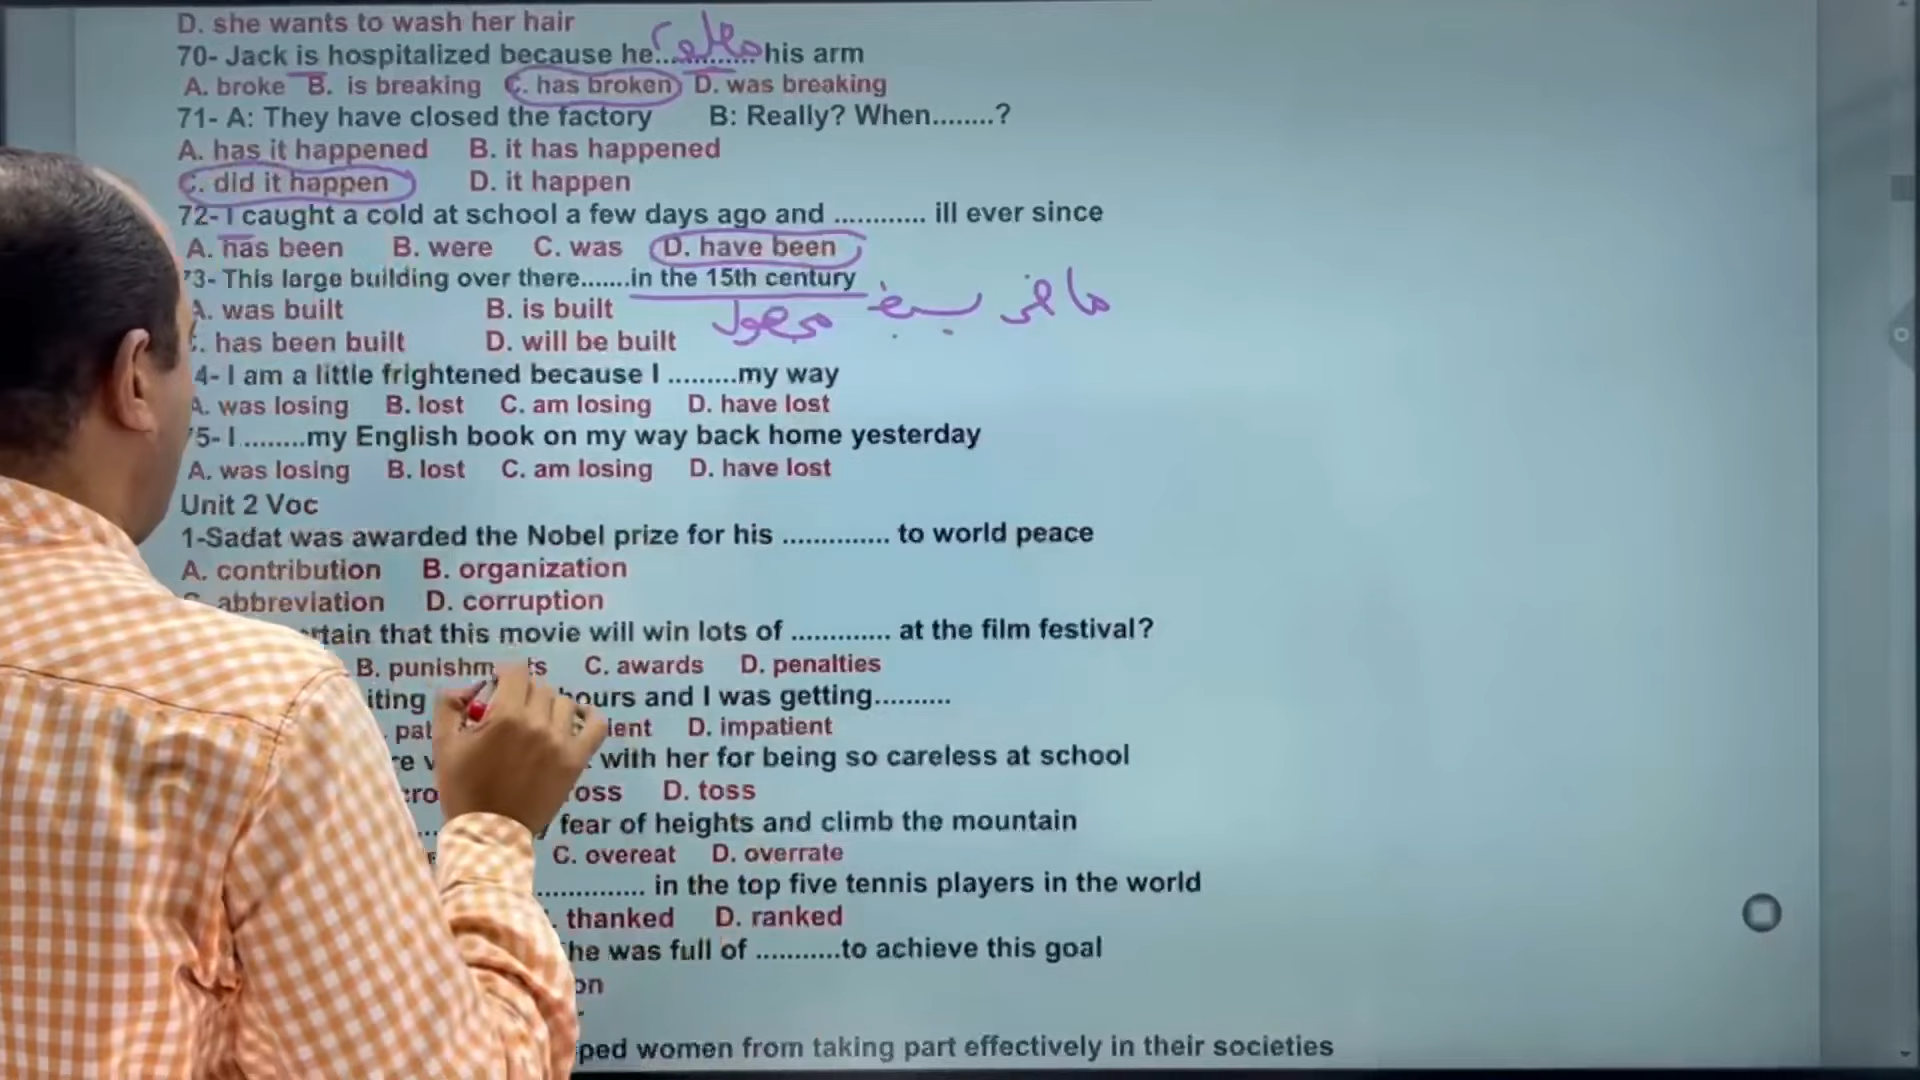 D. she wants to wash her hair
70- Jack is hospitalized because he............his arm
معلوم
A. broke B. is breaking C. has broken D. was breaking
71- A: They have closed the factory B: Really? When........?
A. has it happened B. it has happened
C. did it happen D. it happen
72- I caught a cold at school a few days ago and ............ ill ever since
A. has been B. were C. was D. have been
73- This large building over there.......in the 15th century
ماضي بسيط مجهول
A. was built B. is built
C. has been built D. will be built
4- I am a little frightened because I .........my way
A. was losing B. lost C. am losing D. have lost
75- I ........my English book on my way back home yesterday
A. was losing B. lost C. am losing D. have lost
Unit 2 Voc
1-Sadat was awarded the Nobel prize for his .............. to world peace
A. contribution B. organization
C. abbreviation D. corruption
that this movie will win lots of ............. at the film festival?
B. punishments C. awards D. penalties
hours and I was getting..........
D. impatient
with her for being so careless at school
D. toss
fear of heights and climb the mountain
C. overeat D. overrate
.............. in the top five tennis players in the world
thanked D. ranked
he was full of ...........to achieve this goal
women from taking part effectively in their societies